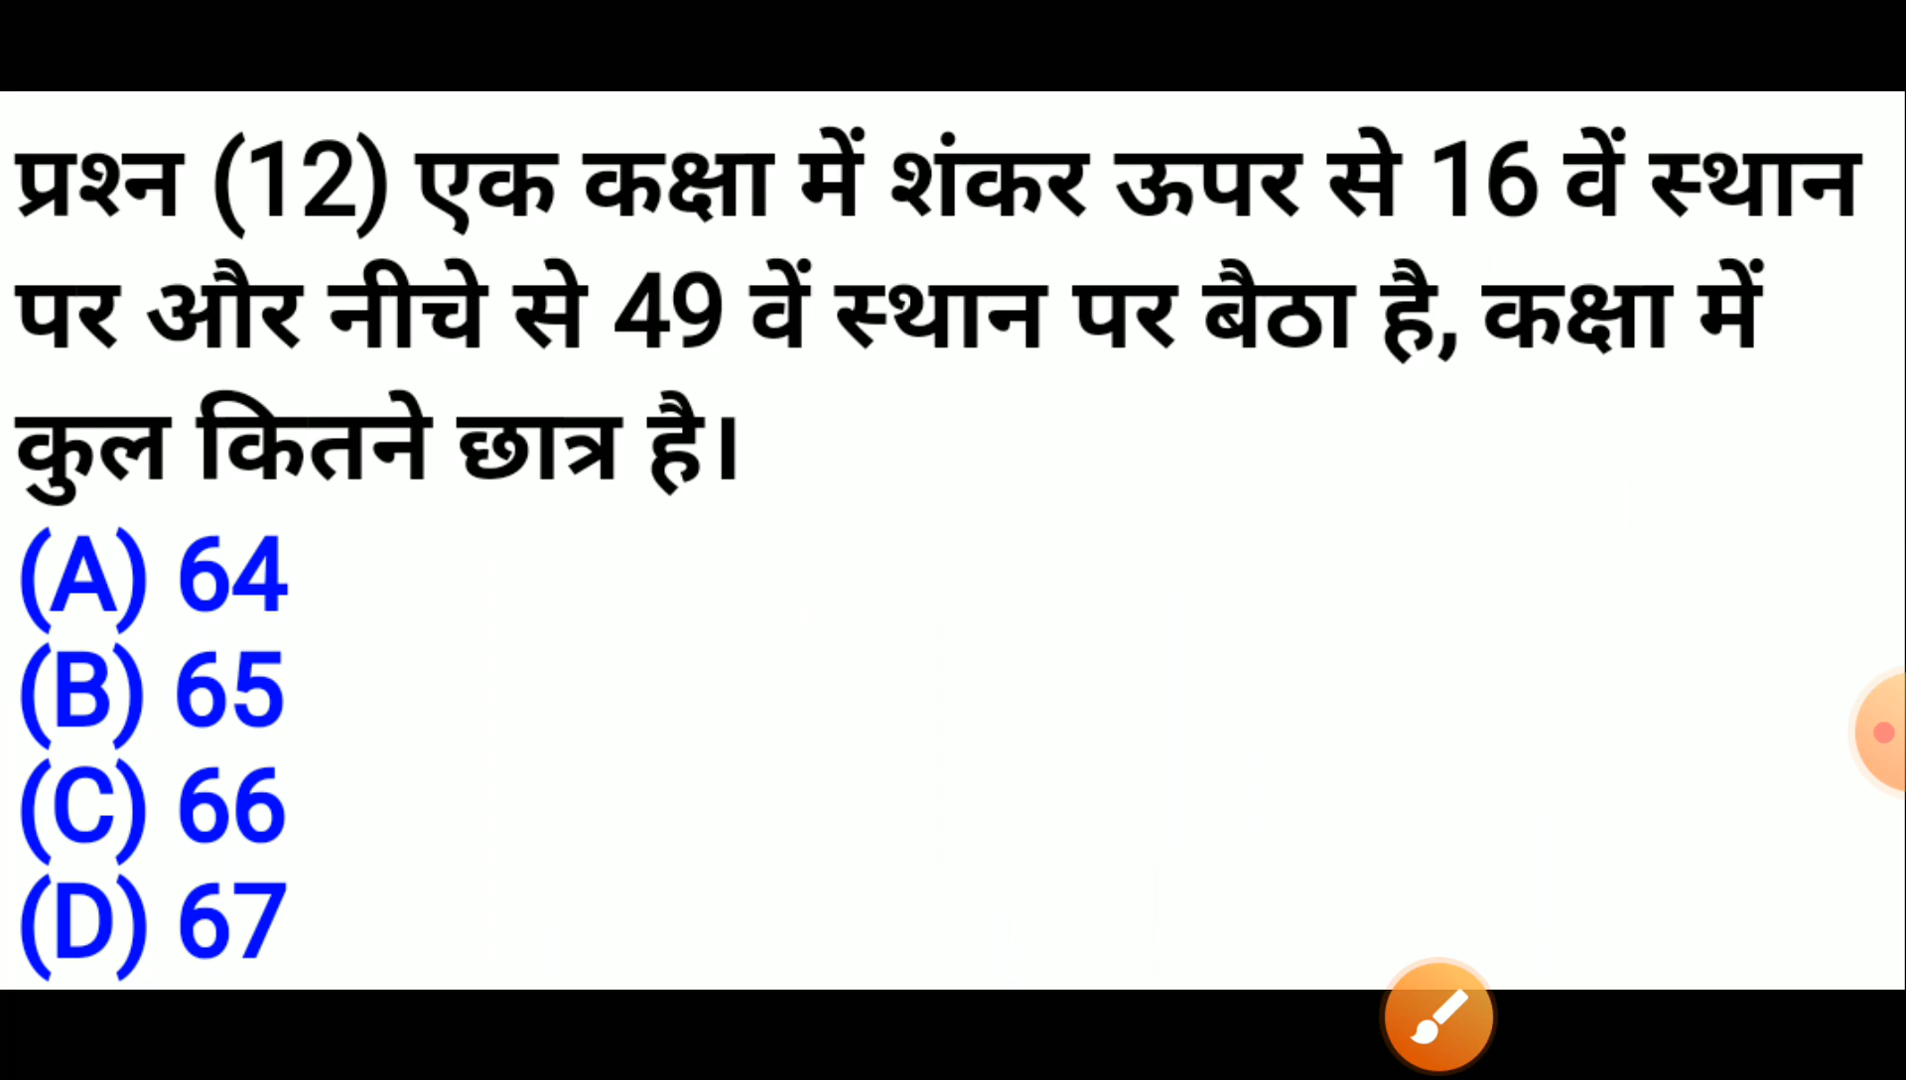 प्रश्न (12) एक कक्षा में शंकर ऊपर से 16 वें स्थान
पर और नीचे से 49 वें स्थान पर बैठा है, कक्षा में
कुल कितने छात्र है।
(A) 64
(B) 65
(C) 66
(D) 67